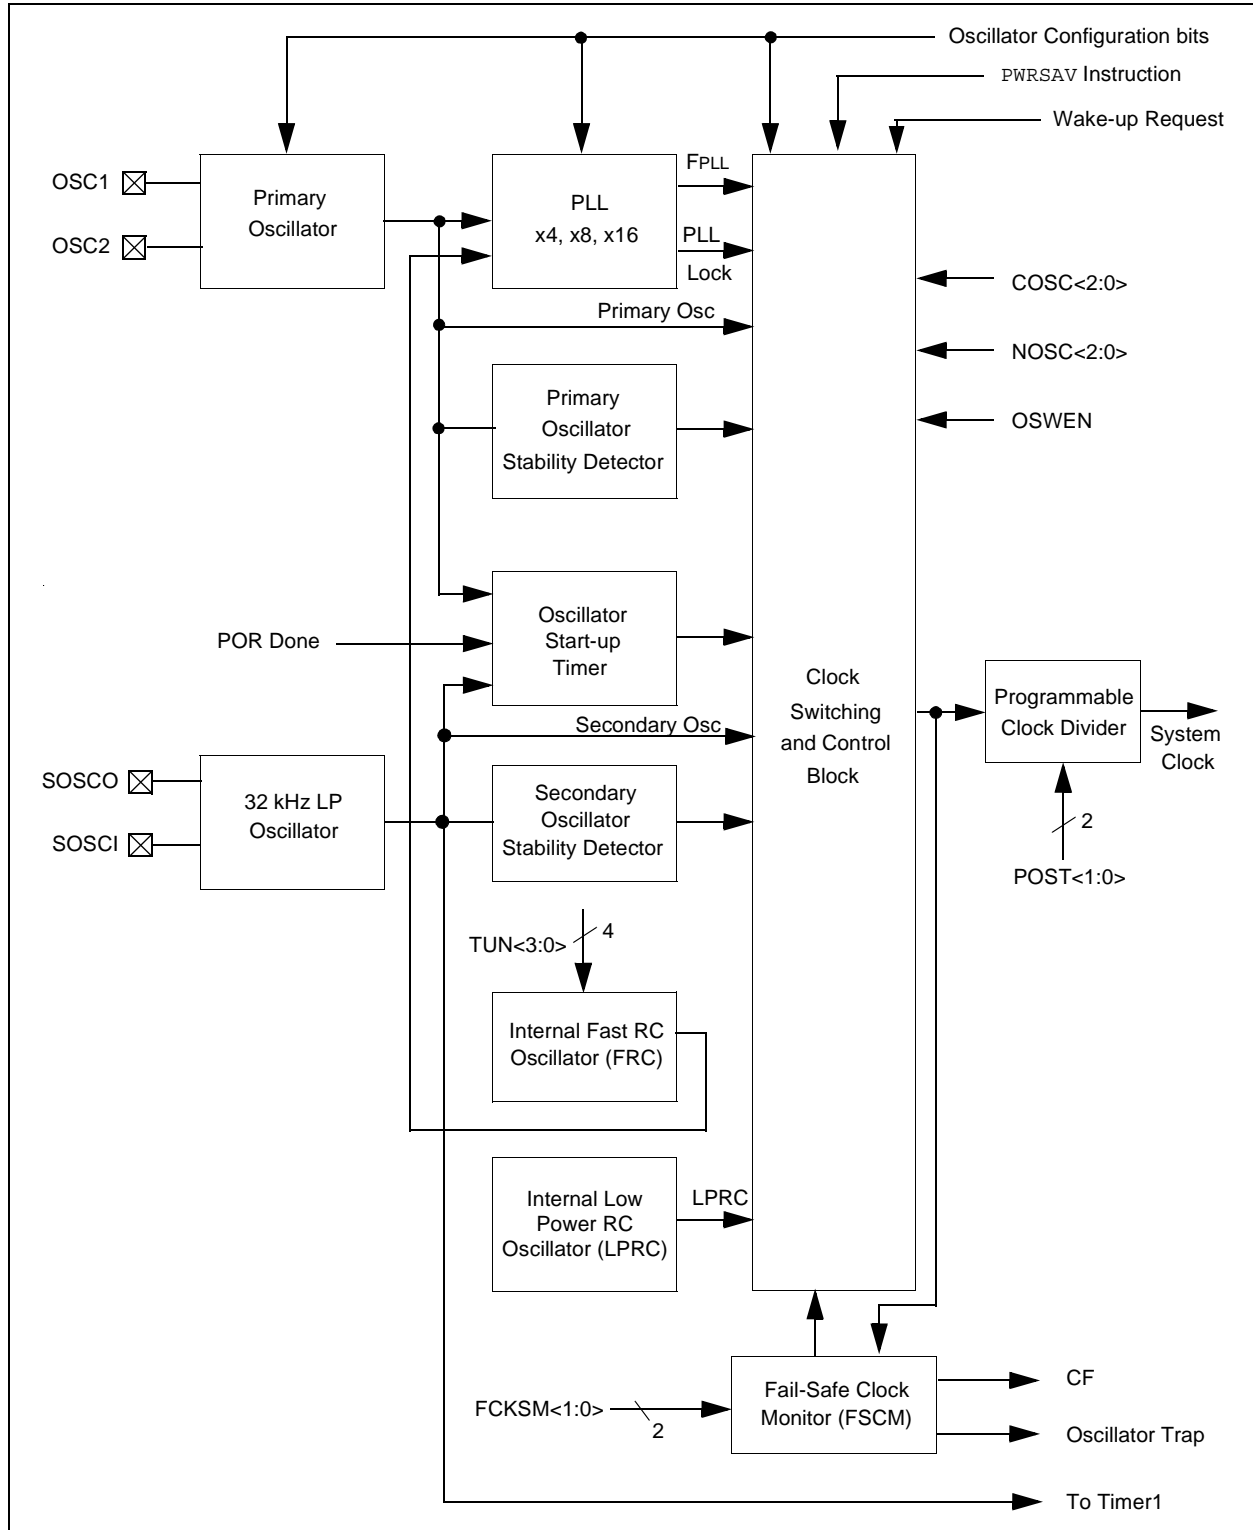 Oscillator Configuration bits
PWRSAV Instruction
Wake-up Request
OSC1
OSC2
Primary
Oscillator
PLL
x4, x8, x16
FPLL
PLL
Lock
COSC<2:0>
Primary Osc
NOSC<2:0>
Primary
Oscillator
Stability Detector
OSWEN
POR Done
Oscillator
Start-up
Timer
Clock
Switching
and Control
Block
Programmable
Clock Divider
System
Clock
Secondary Osc
SOSCO
SOSCI
32 kHz LP
Oscillator
Secondary
Oscillator
Stability Detector
2
POST<1:0>
TUN<3:0>
4
Internal Fast RC
Oscillator (FRC)
Internal Low
Power RC
Oscillator (LPRC)
LPRC
FCKSM<1:0>
2
Fail-Safe Clock
Monitor (FSCM)
CF
Oscillator Trap
To Timer1